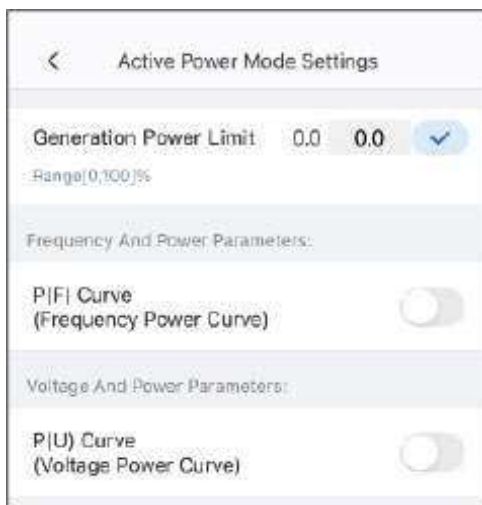 Active Power Mode Settings
Generation Power Limit 0.0 0.0
Range[0,100]%
Frequency And Power Parameters:
P(F) Curve
(Frequency Power Curve)
Voltage And Power Parameters:
P(U) Curve
(Voltage Power Curve)